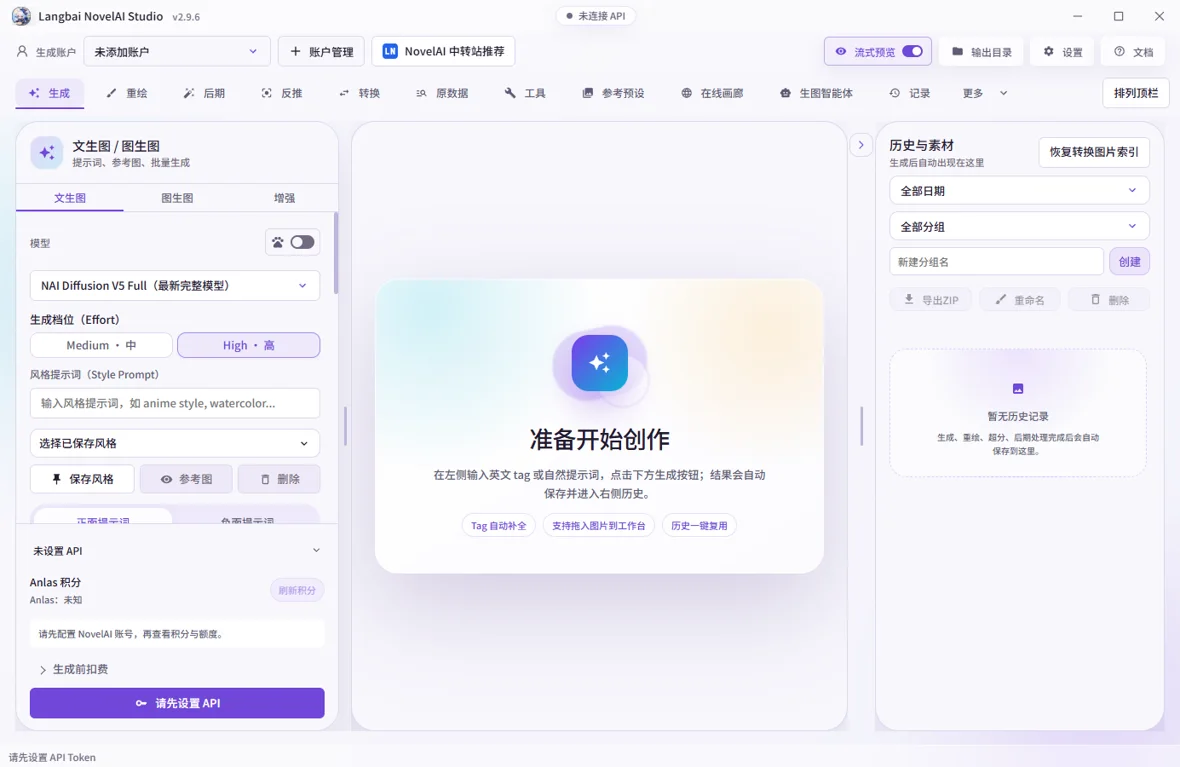 Langbai NovelAI Studio v2.9.6
未连接 API
生成账户
未添加账户
账户管理
LN NovelAI 中转站推荐
流式预览
输出目录
设置
文档
生成
重绘
后期
反推
转换
元数据
工具
参考预设
在线画廊
生图智能体
记录
更多
排列顶栏
文生图 / 图生图
提示词、参考图、批量生成
文生图
图生图
增强
模型
NAI Diffusion V5 Full（最新完整模型）
生成档位（Effort）
Medium · 中
High · 高
风格提示词（Style Prompt）
输入风格提示词，如 anime style, watercolor...
选择已保存风格
保存风格
参考图
删除
正面提示词
负面提示词
未设置 API
Anlas 积分
Anlas：未知
刷新积分
请先配置 NovelAI 账号，再查看积分与额度。
生成前扣费
请先设置 API
准备开始创作
在左侧输入英文 tag 或自然提示词，点击下方生成按钮；结果会自动
保存并进入右侧历史。
Tag 自动补全
支持拖入图片到工作台
历史一键复用
历史与素材
生成后自动出现在这里
恢复转换图片索引
全部日期
全部分组
新建分组名
创建
导出ZIP
重命名
删除
暂无历史记录
生成、重绘、超分、后期处理完成后会自动
保存到这里。
请先设置 API Token